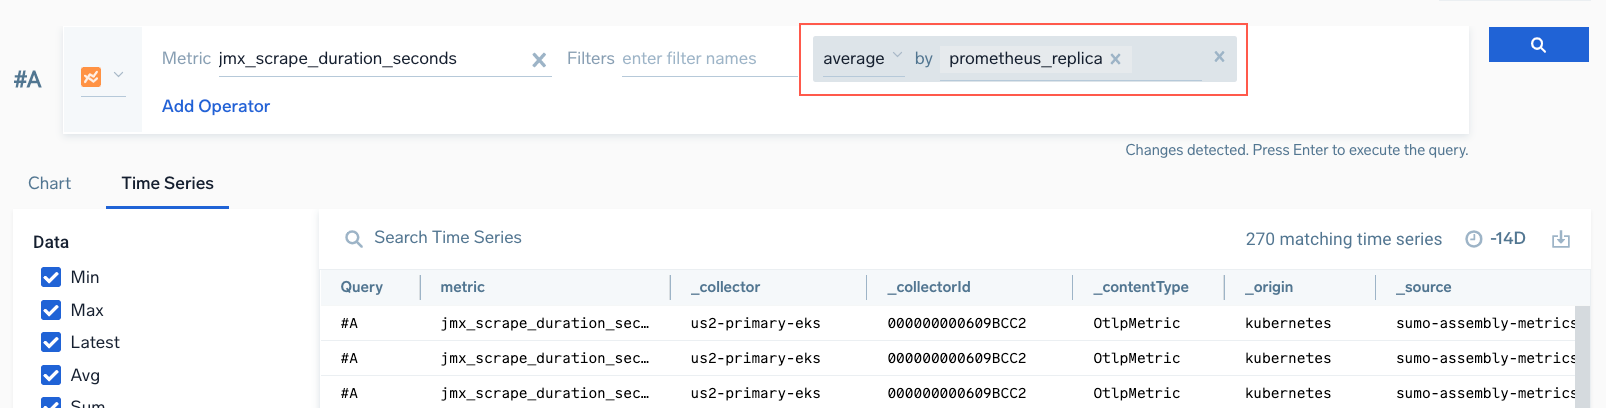 #A
Metric jmx_scrape_duration_seconds Filters enter filter names average by prometheus_replica
Add Operator
Changes detected. Press Enter to execute the query.
Chart Time Series
Data
Min
Max
Latest
Avg
Sum
Search Time Series 270 matching time series -14D
Query metric _collector _collectorId _contentType _origin _source
#A jmx_scrape_duration_sec… us2-primary-eks 000000000609BCC2 OtlpMetric kubernetes sumo-assembly-metrics
#A jmx_scrape_duration_sec… us2-primary-eks 000000000609BCC2 OtlpMetric kubernetes sumo-assembly-metrics
#A jmx_scrape_duration_sec… us2-primary-eks 000000000609BCC2 OtlpMetric kubernetes sumo-assembly-metrics